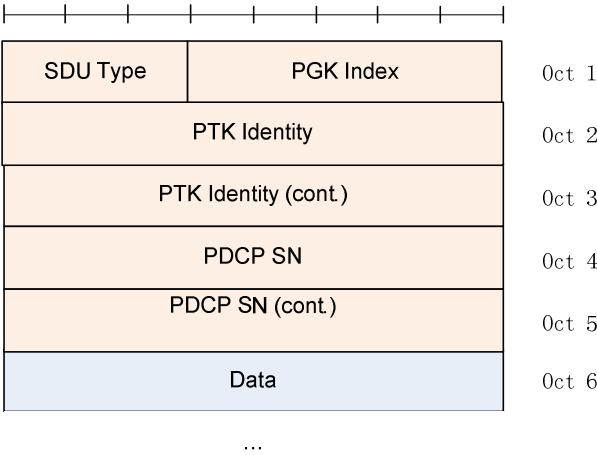 SDU Type PGK Index Oct 1
PTK Identity Oct 2
PTK Identity (cont.) Oct 3
PDCP SN Oct 4
PDCP SN (cont.) Oct 5
Data Oct 6
...